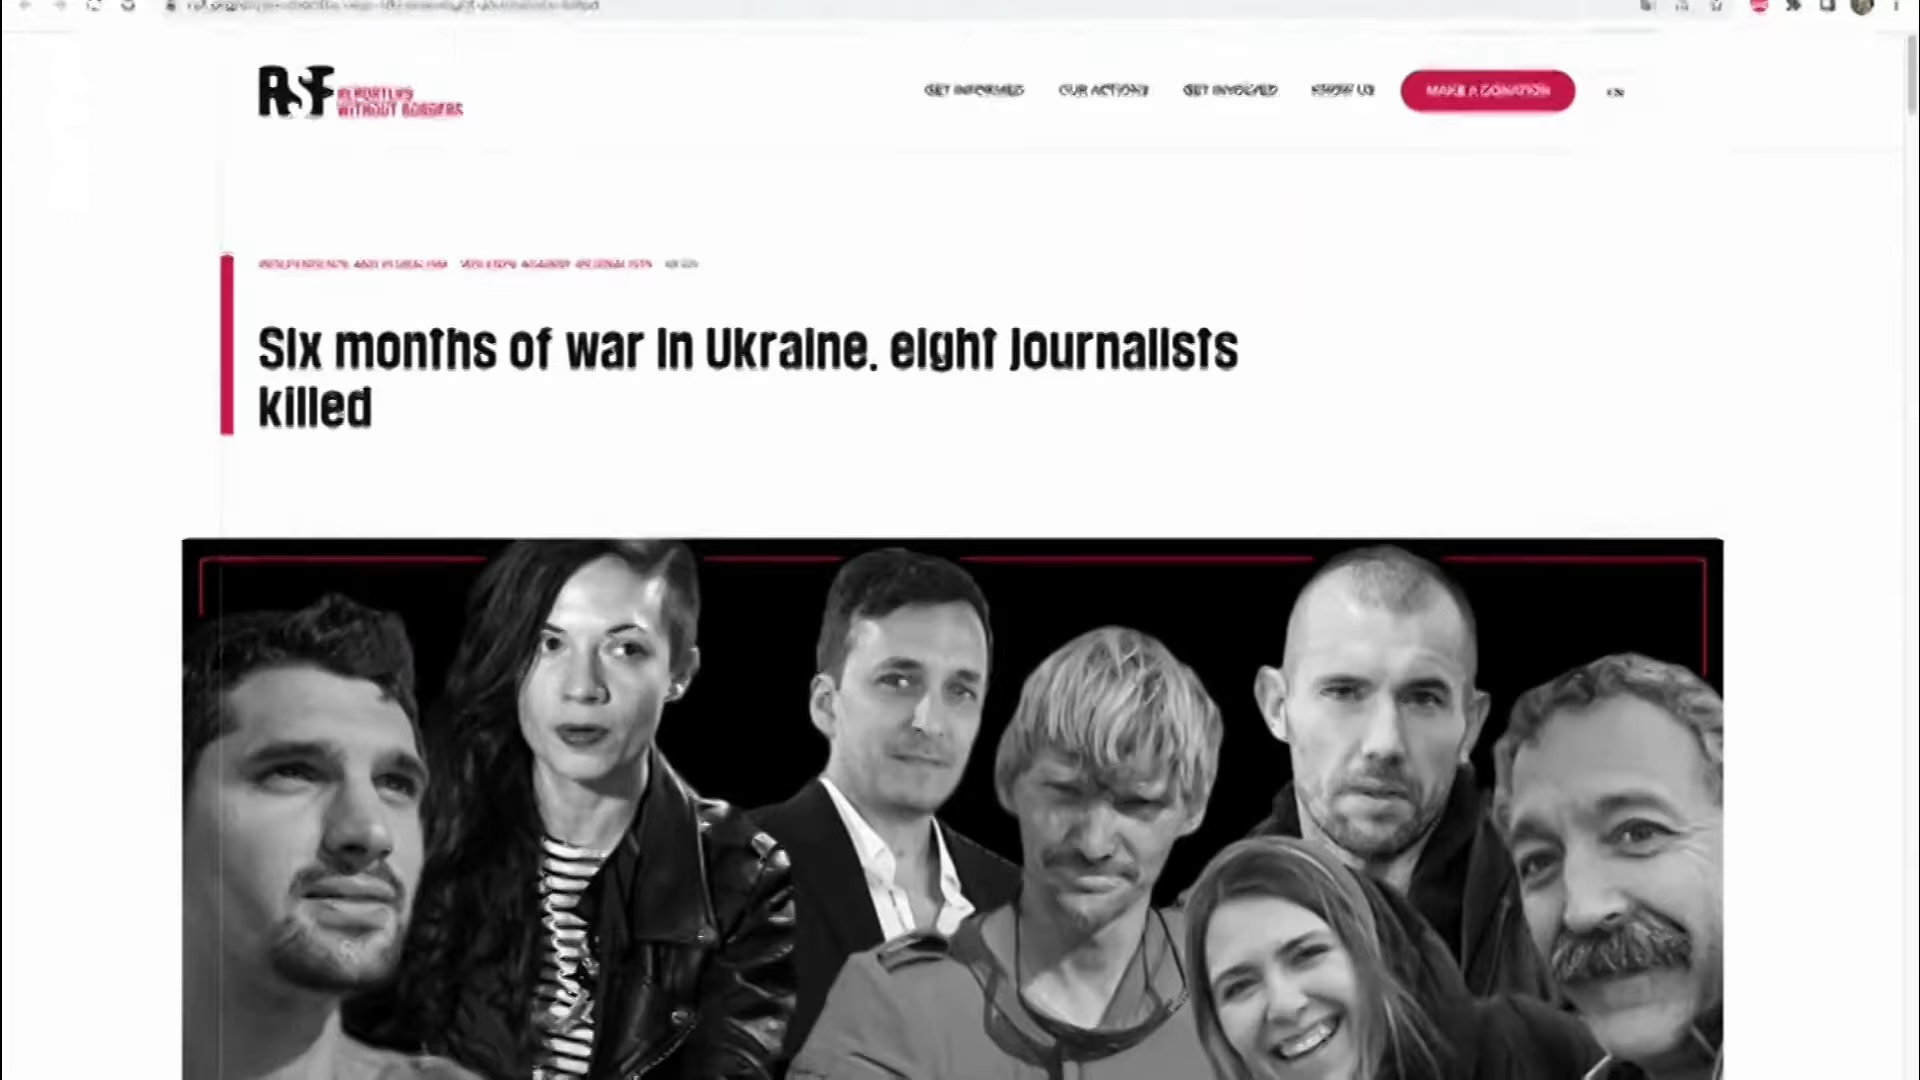 RSF REPORTERS
WITHOUT BORDERS
GET INFORMED OUR ACTIONS GET INVOLVED KNOW US MAKE A DONATION EN
Six months of war in Ukraine, eight journalists
killed